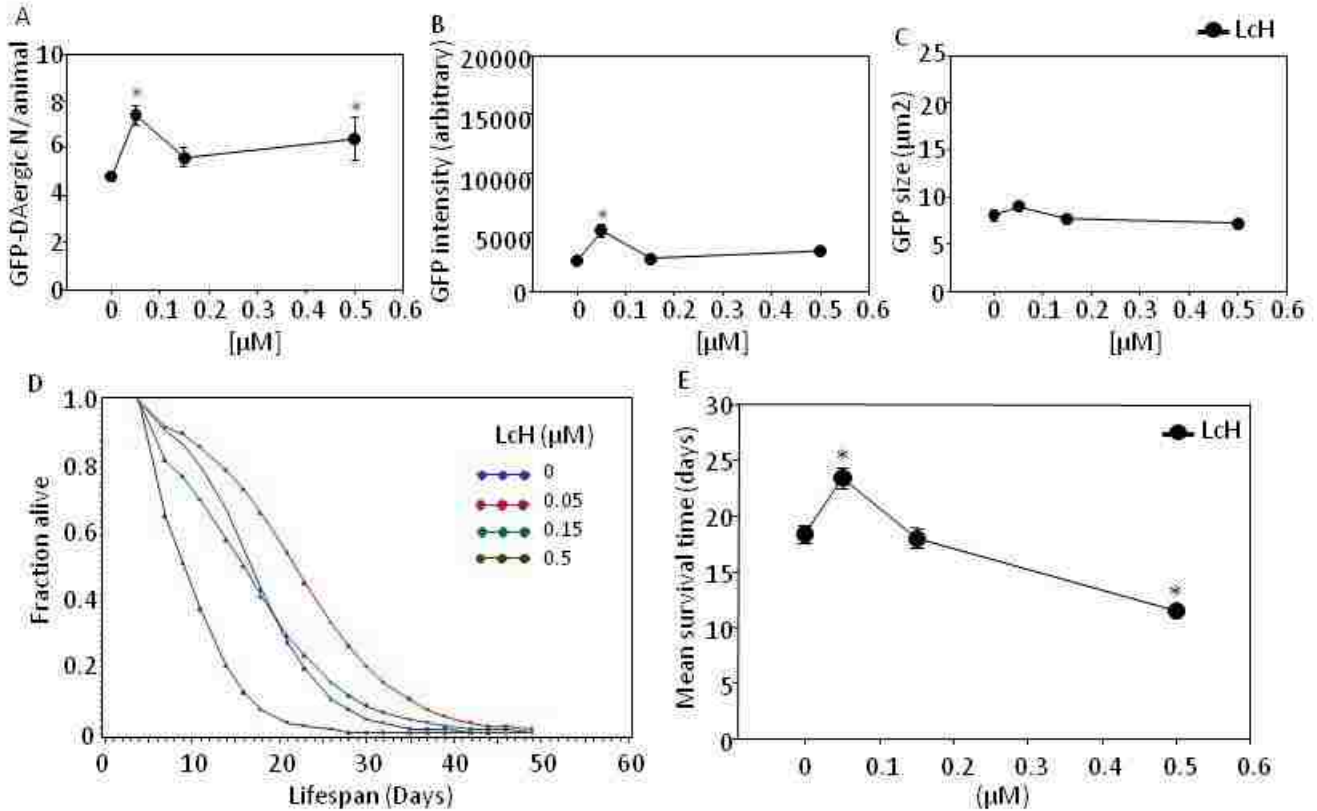 A
GFP-DAergic N/animal
10
8
6
4
2
0
0 0.1 0.2 0.3 0.4 0.5 0.6
[µM]
*
*
B
GFP intensity (arbitrary)
20000
15000
10000
5000
0
0 0.1 0.2 0.3 0.4 0.5 0.6
[µM]
*
C
LcH
GFP size (µm2)
25
20
15
10
5
0
0 0.1 0.2 0.3 0.4 0.5 0.6
[µM]
D
Fraction alive
1.0
0.8
0.6
0.4
0.2
0
0 10 20 30 40 50 60
Lifespan (Days)
LcH (µM)
0
0.05
0.15
0.5
E
Mean survival time (days)
30
25
20
15
10
5
0
0 0.1 0.2 0.3 0.4 0.5 0.6
(µM)
LcH
*
*